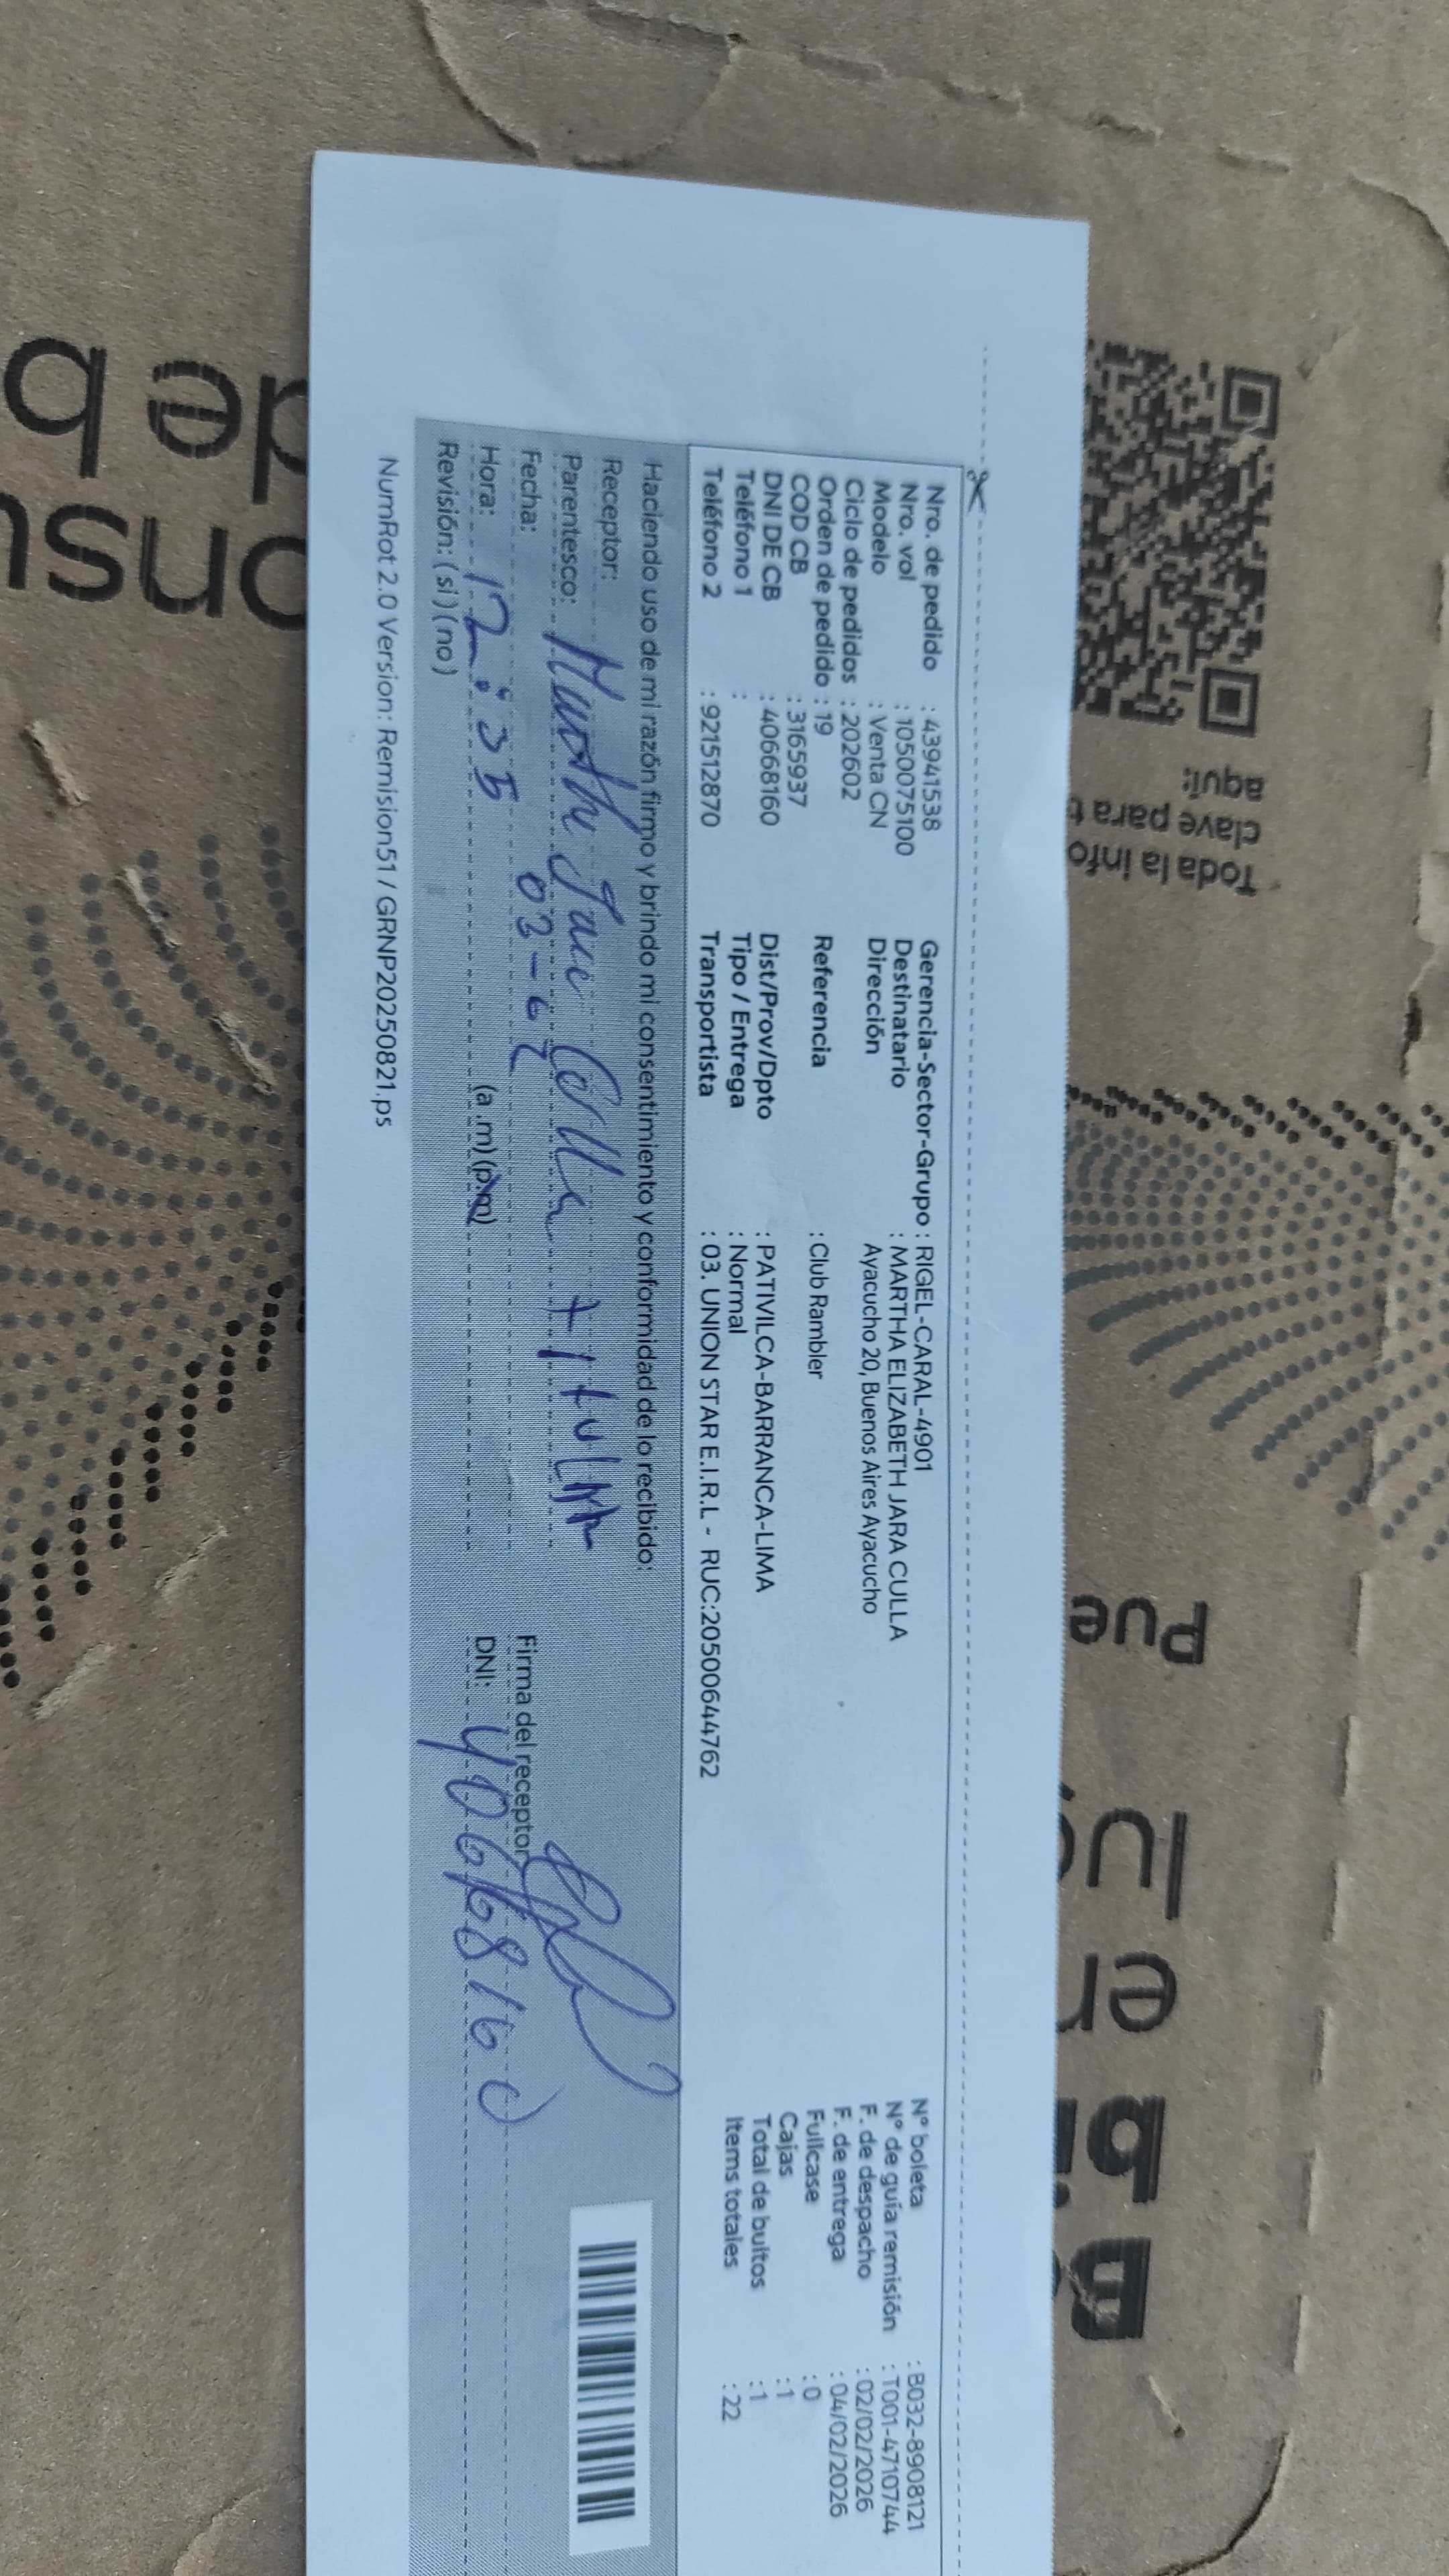 Nro. de pedido : 43941538
Nro. vol : 1050075100
Modelo : Venta CN
Ciclo de pedidos : 202602
Orden de pedido : 19
COD CB : 3165937
DNI DE CB : 40668160
Teléfono 1 :
Teléfono 2 : 921512870
Gerencia-Sector-Grupo : RIGEL-CARAL-4901
Destinatario : MARTHA ELIZABETH JARA CULLA
Dirección Ayacucho 20, Buenos Aires Ayacucho
Referencia : Club Rambler
Dist/Prov/Dpto : PATIVILCA-BARRANCA-LIMA
Tipo / Entrega : Normal
Transportista : 03. UNION STAR E.I.R.L - RUC:20500644762
N° boleta : B032-8908121
N° de guía remisión : T001-4710744
F. de despacho : 02/02/2026
F. de entrega : 04/02/2026
Fullcase : 0
Cajas : 1
Total de bultos : 1
Items totales : 22
Haciendo uso de mi razón firmo y brindo mi consentimiento y conformidad de lo recibido:
Receptor:
Parentesco: Martha Jara Culla titular
Fecha: 03-02
Hora: 12:35 (a.m) (p.m)
Revisión: ( si ) ( no )
Firma del receptor
DNI: 40668160
NumRot 2.0 Version: Remision51 / GRNP20250821.ps
Toda la info
clave para t
aquí:
de b
onsu
Pue